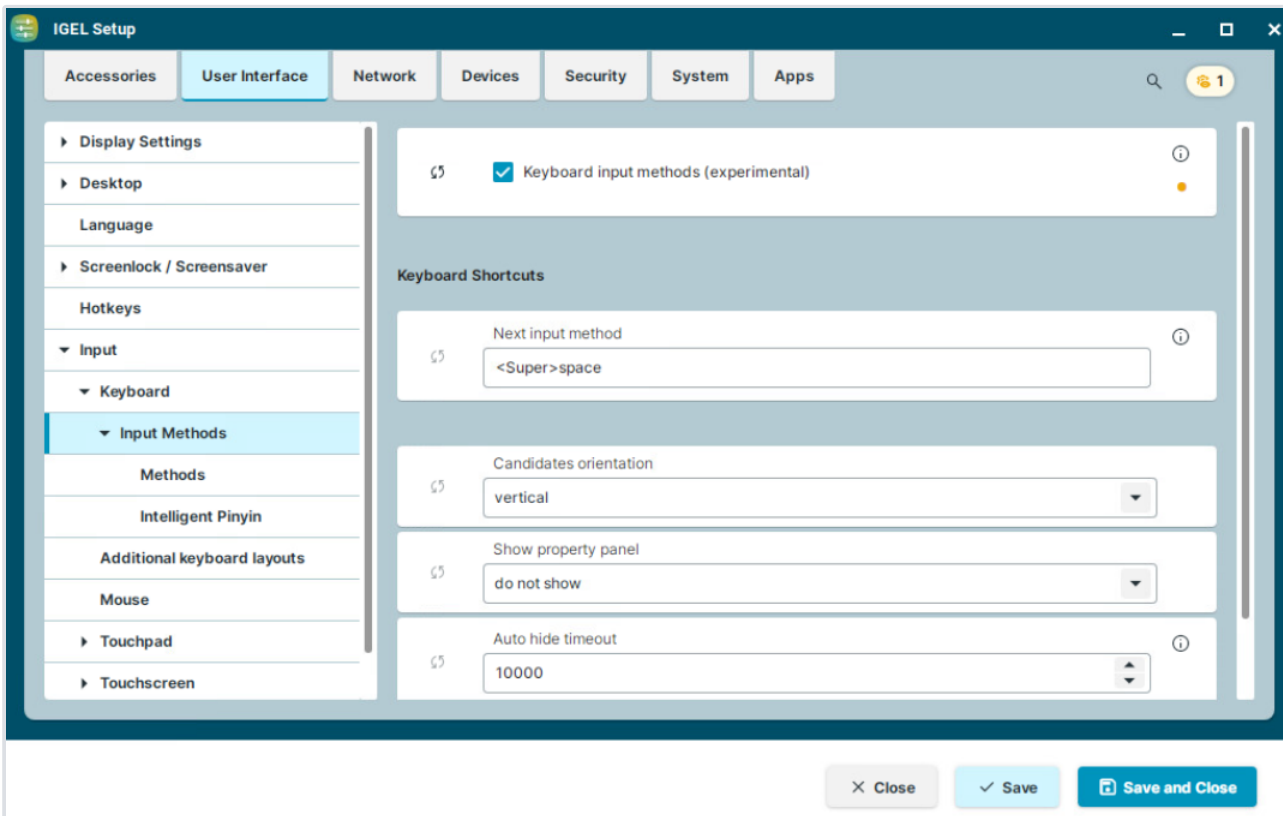 IGEL Setup
Accessories
User Interface
Network
Devices
Security
System
Apps
1
Display Settings
Desktop
Language
Screenlock / Screensaver
Hotkeys
Input
Keyboard
Input Methods
Methods
Intelligent Pinyin
Additional keyboard layouts
Mouse
Touchpad
Touchscreen
Keyboard input methods (experimental)
Keyboard Shortcuts
Next input method
<Super>space
Candidates orientation
vertical
Show property panel
do not show
Auto hide timeout
10000
Close
Save
Save and Close